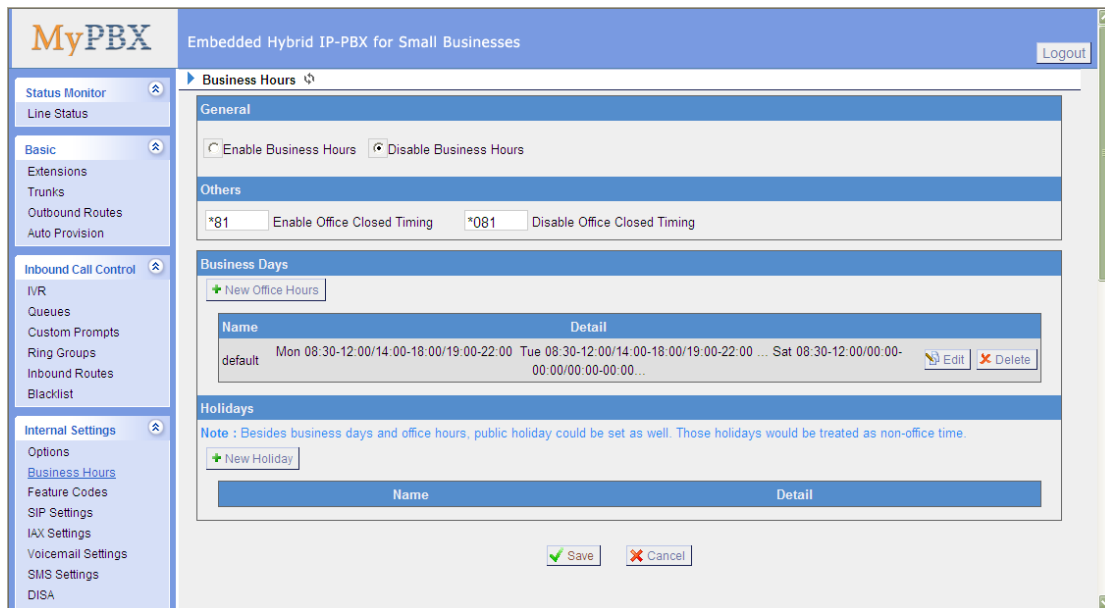 MyPBX
Embedded Hybrid IP-PBX for Small Businesses
Logout
Status Monitor
Line Status
Basic
Extensions
Trunks
Outbound Routes
Auto Provision
Inbound Call Control
IVR
Queues
Custom Prompts
Ring Groups
Inbound Routes
Blacklist
Internal Settings
Options
Business Hours
Feature Codes
SIP Settings
IAX Settings
Voicemail Settings
SMS Settings
DISA
Business Hours
General
Enable Business Hours Disable Business Hours
Others
*81 Enable Office Closed Timing *081 Disable Office Closed Timing
Business Days
New Office Hours
Name Detail
default Mon 08:30-12:00/14:00-18:00/19:00-22:00 Tue 08:30-12:00/14:00-18:00/19:00-22:00 ... Sat 08:30-12:00/00:00-
00:00/00:00-00:00...
Edit Delete
Holidays
Note : Besides business days and office hours, public holiday could be set as well. Those holidays would be treated as non-office time.
New Holiday
Name Detail
Save Cancel